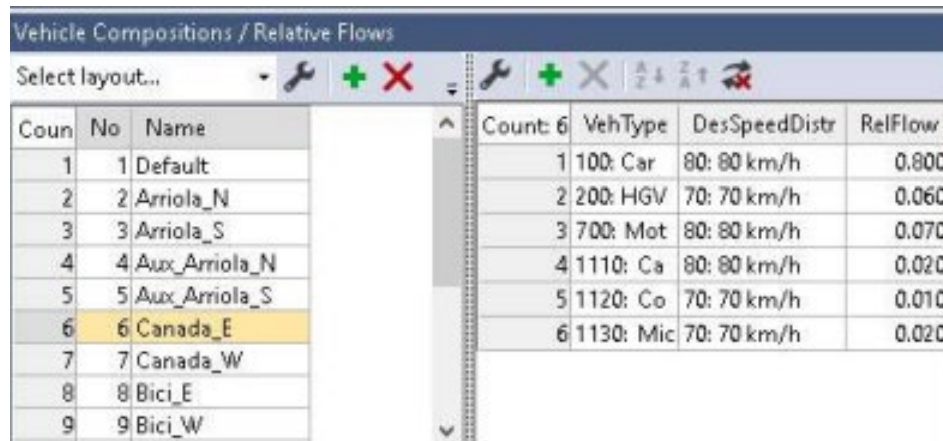 Vehicle Compositions / Relative Flows
Select layout...
Coun No Name
1 1 Default
2 2 Arriola_N
3 3 Arriola_S
4 4 Aux_Arriola_N
5 5 Aux_Arriola_S
6 6 Canada_E
7 7 Canada_W
8 8 Bici_E
9 9 Bici_W
Count: 6 VehType DesSpeedDistr RelFlow
1 100: Car 80: 80 km/h 0.800
2 200: HGV 70: 70 km/h 0.060
3 700: Mot 80: 80 km/h 0.070
4 1110: Ca 80: 80 km/h 0.020
5 1120: Co 70: 70 km/h 0.010
6 1130: Mic 70: 70 km/h 0.020